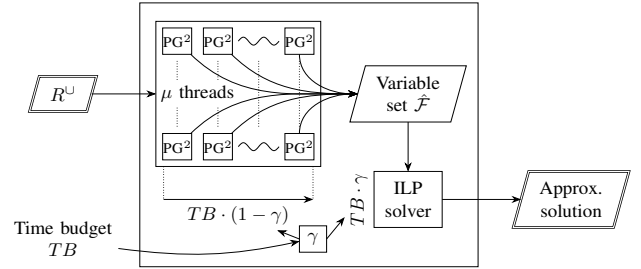 PG² PG² PG²
R^∪
μ threads
PG² PG² PG²
Variable
set 𝓕̂
TB · (1 − γ)
TB · γ
ILP
solver
Approx.
solution
Time budget
TB
γ